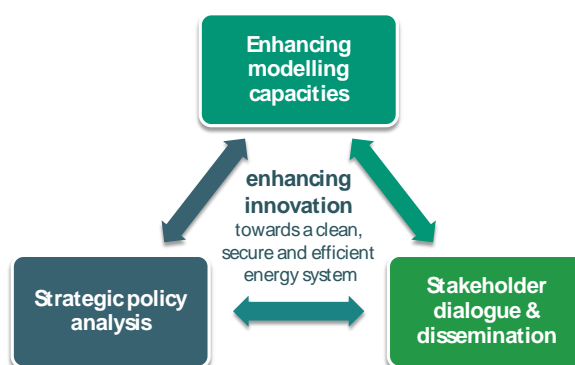 Enhancing
modelling
capacities
enhancing
innovation
towards a clean,
secure and efficient
energy system
Strategic policy
analysis
Stakeholder
dialogue &
dissemination